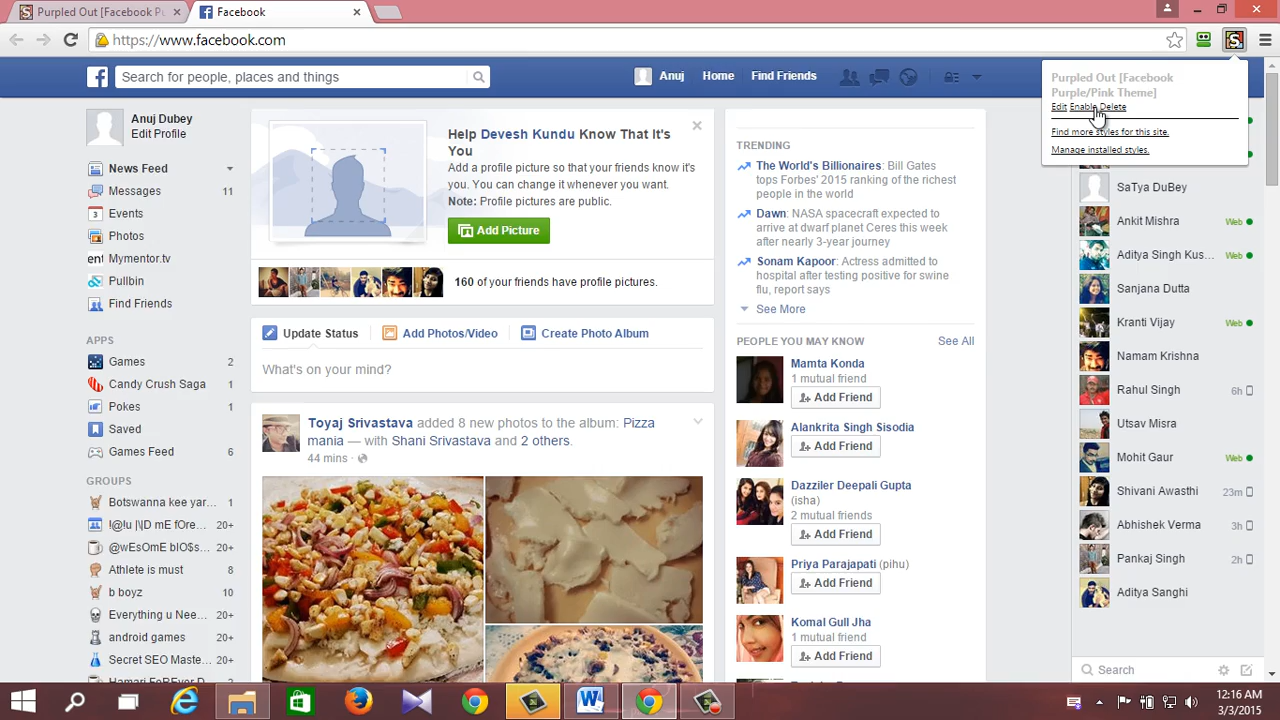 Purpled Out [Facebook Pu
Facebook
https://www.facebook.com
Search for people, places and things
Anuj
Home
Find Friends
Purpled Out [Facebook
Purple/Pink Theme]
Edit Enable Delete
Find more styles for this site.
Manage installed styles.
Anuj Dubey
Edit Profile
News Feed
Messages 11
Events
Photos
Mymentor.tv
Pullbin
Find Friends
APPS
Games 2
Candy Crush Saga 1
Pokes 1
Saved
Games Feed 6
GROUPS
Botswanna kee yar... 1
l@!u |\|D mE fOre... 20+
@wEsOmE blO$s... 20+
Athlete is must 8
b boyz 10
Everything u Nee... 20+
android games 20+
Secret SEO Maste... 20+
Help Devesh Kundu Know That It's
You
Add a profile picture so that your friends know it's
you. You can change it whenever you want.
Note: Profile pictures are public.
Add Picture
160 of your friends have profile pictures.
Update Status
Add Photos/Video
Create Photo Album
What's on your mind?
Toyaj Srivastava added 8 new photos to the album: Pizza
mania — with Shani Srivastava and 2 others.
44 mins ·
TRENDING
The World's Billionaires: Bill Gates
tops Forbes' 2015 ranking of the richest
people in the world
Dawn: NASA spacecraft expected to
arrive at dwarf planet Ceres this week
after nearly 3-year journey
Sonam Kapoor: Actress admitted to
hospital after testing positive for swine
flu, report says
See More
PEOPLE YOU MAY KNOW See All
Mamta Konda
1 mutual friend
Add Friend
Alankrita Singh Sisodia
Add Friend
Dazziler Deepali Gupta
(isha)
2 mutual friends
Add Friend
Priya Parajapati (pihu)
Add Friend
Komal Gull Jha
1 mutual friend
Add Friend
SaTya DuBey
Ankit Mishra Web
Aditya Singh Kus... Web
Sanjana Dutta
Kranti Vijay Web
Namam Krishna
Rahul Singh 6h
Utsav Misra
Mohit Gaur Web
Shivani Awasthi 23m
Abhishek Verma 3h
Pankaj Singh 2h
Aditya Sanghi
Search
12:16 AM
3/3/2015